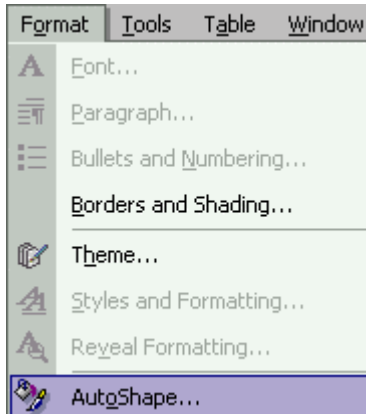 Format Tools Table Window
Font...
Paragraph...
Bullets and Numbering...
Borders and Shading...
Theme...
Styles and Formatting...
Reveal Formatting...
AutoShape...